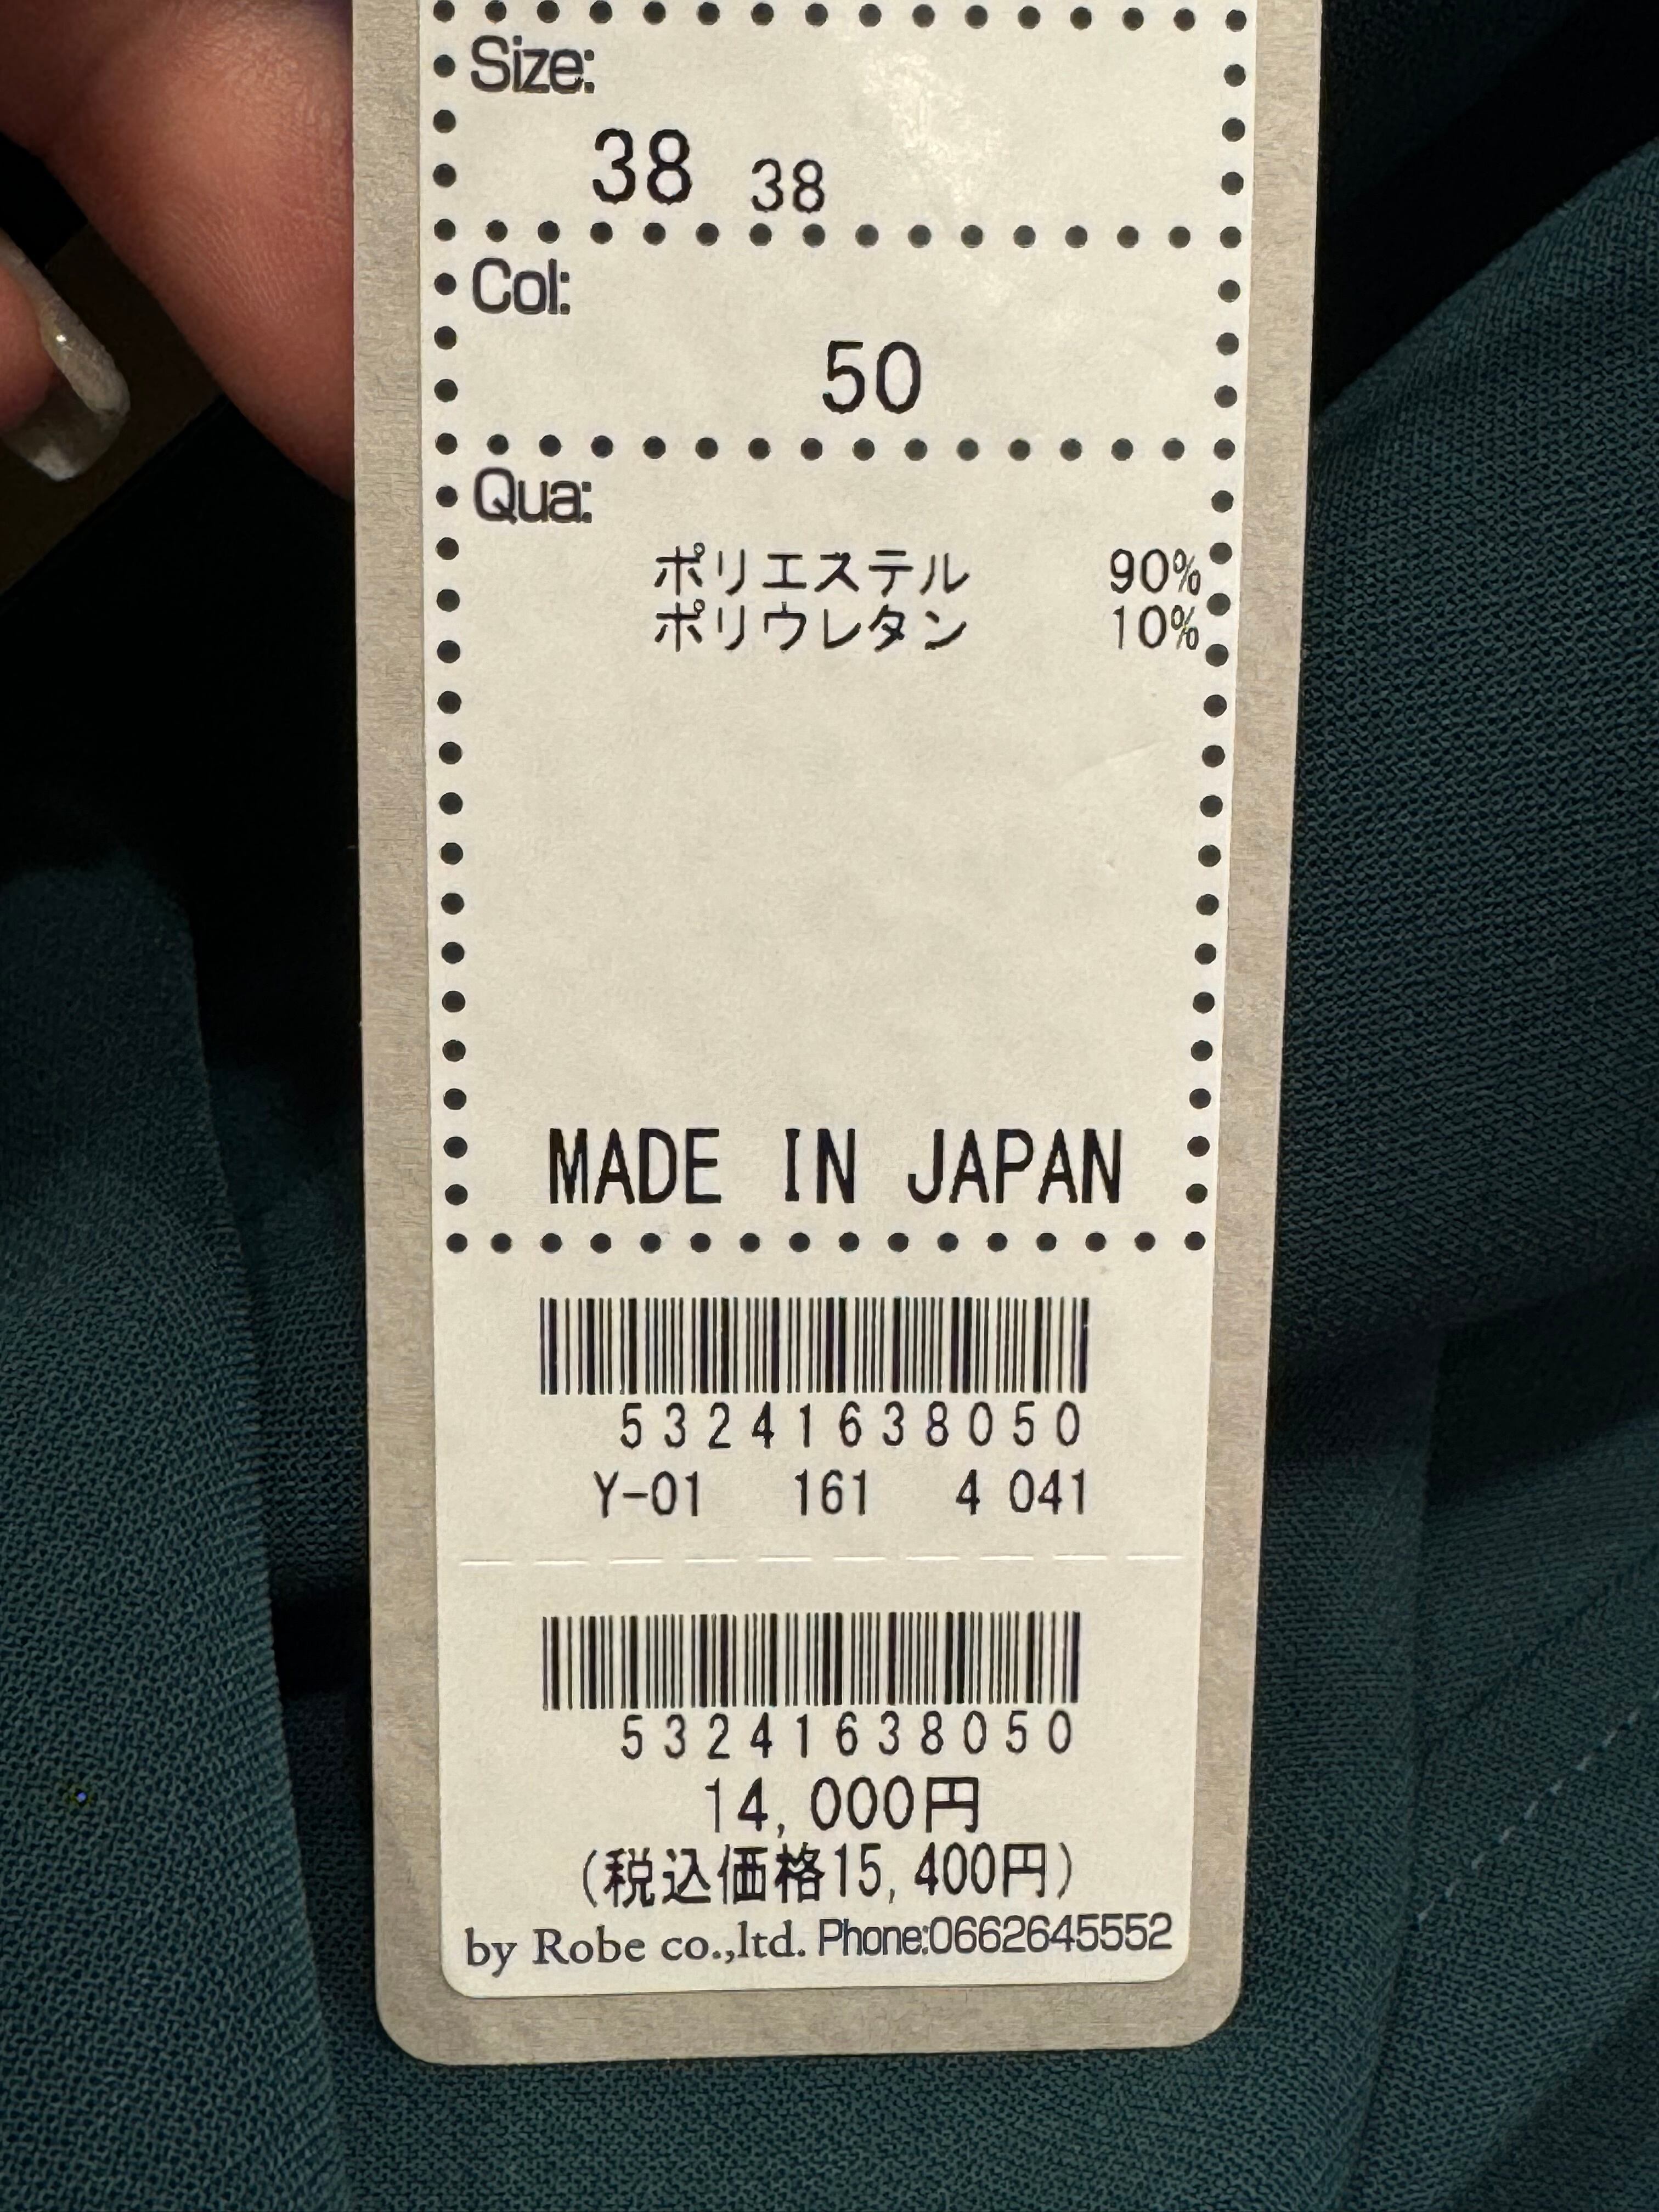 Size:
38 38
Col:
50
Qua:
ポリエステル 90%
ポリウレタン 10%
MADE IN JAPAN
53241638050
Y-01 161 4 041
53241638050
14,000円
(税込価格15,400円)
by Robe co.,ltd. Phone:0662645552